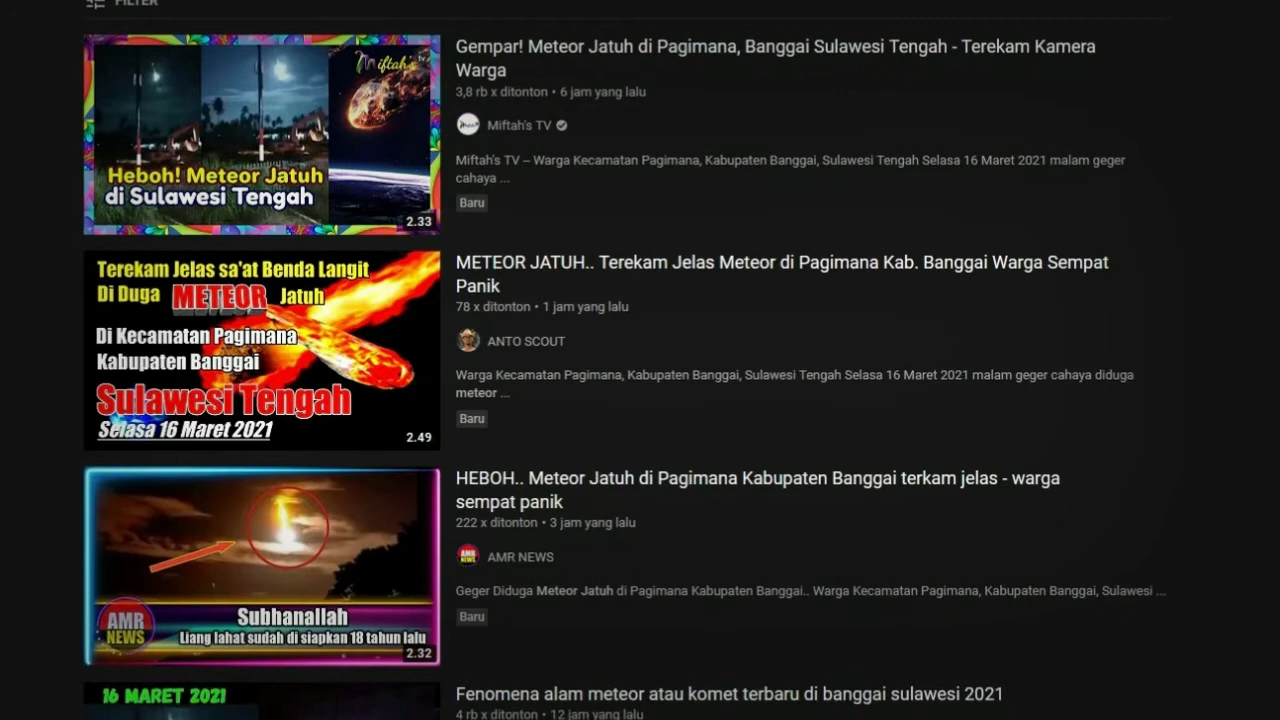 FILTER
Gempar! Meteor Jatuh di Pagimana, Banggai Sulawesi Tengah - Terekam Kamera
Warga
3,8 rb x ditonton • 6 jam yang lalu
Miftah's TV
Miftah's TV – Warga Kecamatan Pagimana, Kabupaten Banggai, Sulawesi Tengah Selasa 16 Maret 2021 malam geger
cahaya ...
Baru
Miftah's
Heboh! Meteor Jatuh
di Sulawesi Tengah
2.33
METEOR JATUH.. Terekam Jelas Meteor di Pagimana Kab. Banggai Warga Sempat
Panik
78 x ditonton • 1 jam yang lalu
ANTO SCOUT
Warga Kecamatan Pagimana, Kabupaten Banggai, Sulawesi Tengah Selasa 16 Maret 2021 malam geger cahaya diduga
meteor ...
Baru
Terekam Jelas sa'at Benda Langit
Di Duga METEOR Jatuh
Di Kecamatan Pagimana
Kabupaten Banggai
Sulawesi Tengah
Selasa 16 Maret 2021
2.49
HEBOH.. Meteor Jatuh di Pagimana Kabupaten Banggai terkam jelas - warga
sempat panik
222 x ditonton • 3 jam yang lalu
AMR NEWS
Geger Diduga Meteor Jatuh di Pagimana Kabupaten Banggai.. Warga Kecamatan Pagimana, Kabupaten Banggai, Sulawesi ...
Baru
AMR
NEWS
Subhanallah
Liang lahat sudah di siapkan 18 tahun lalu
2.32
16 MARET 2021
Fenomena alam meteor atau komet terbaru di banggai sulawesi 2021
4 rb x ditonton • 12 jam yang lalu